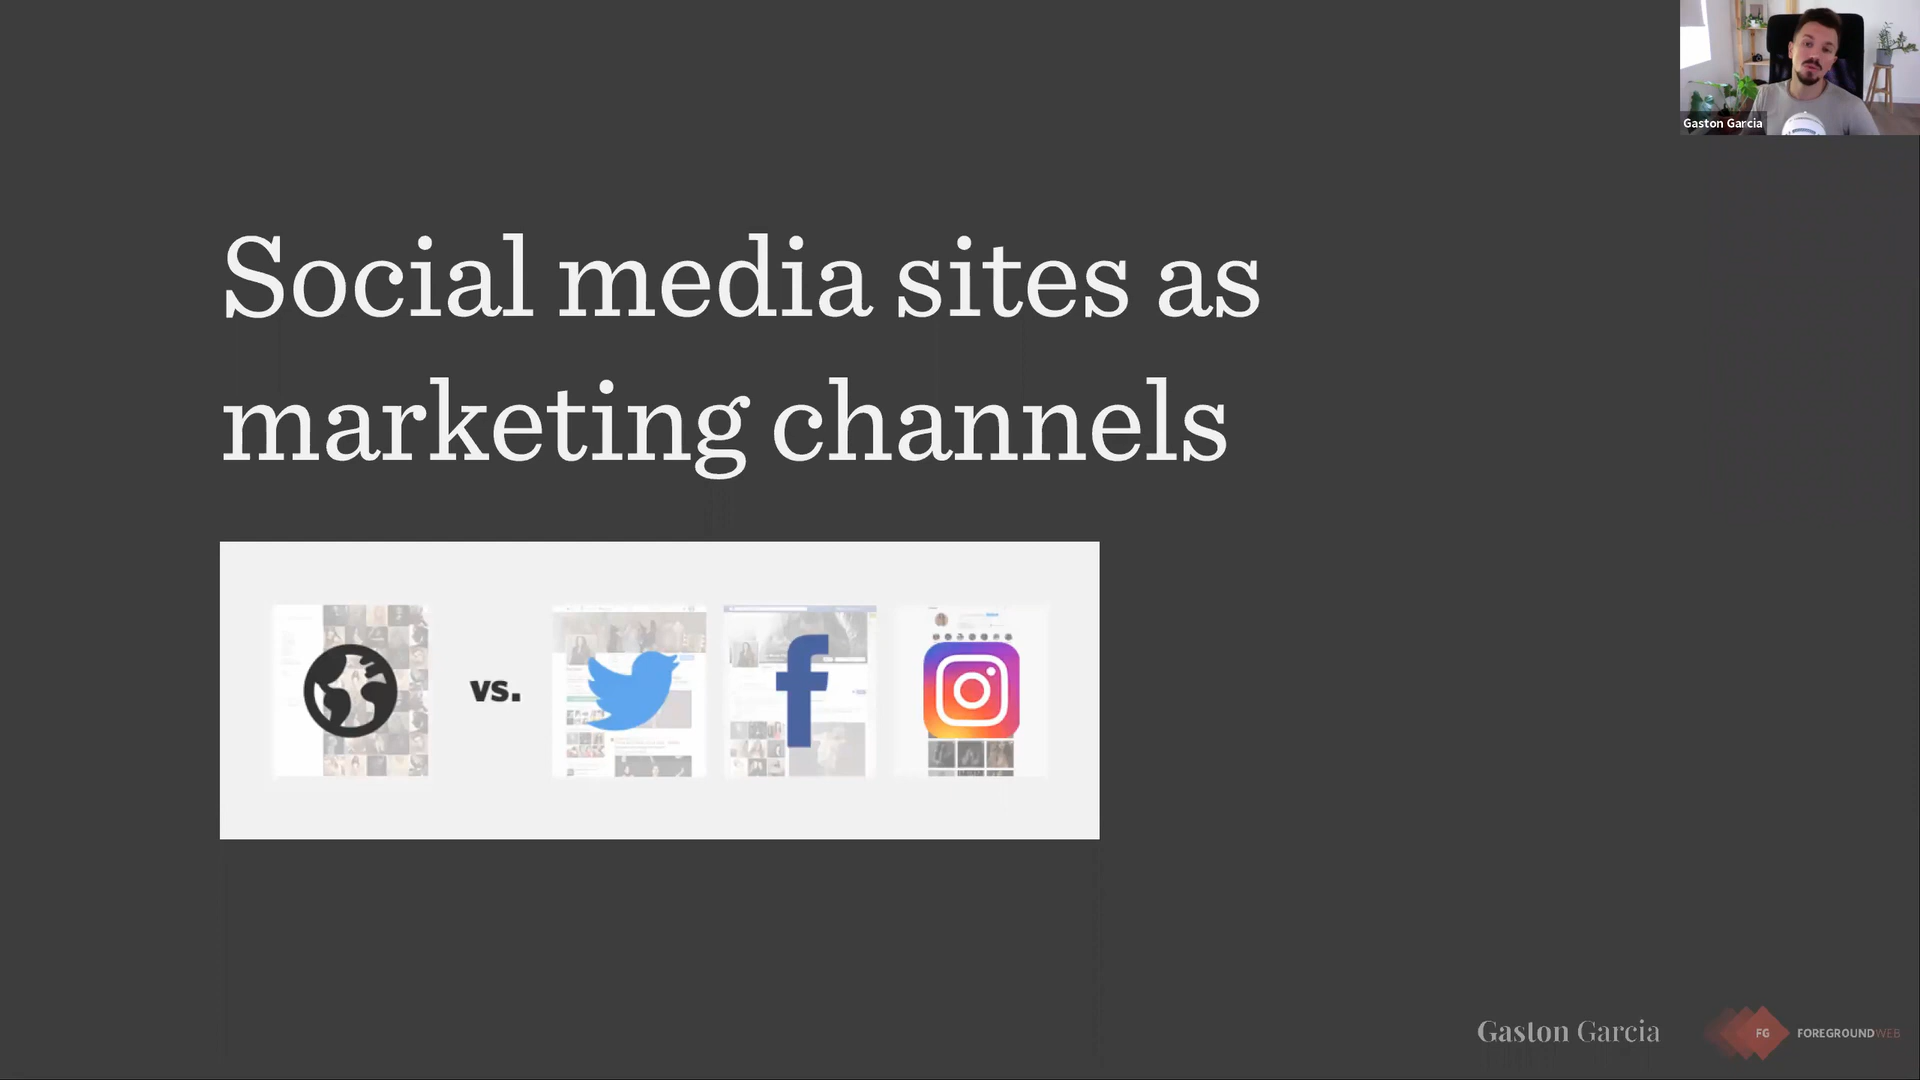 Gaston Garcia
Social media sites as
marketing channels
vs.
Gaston Garcia
FG
FOREGROUNDWEB